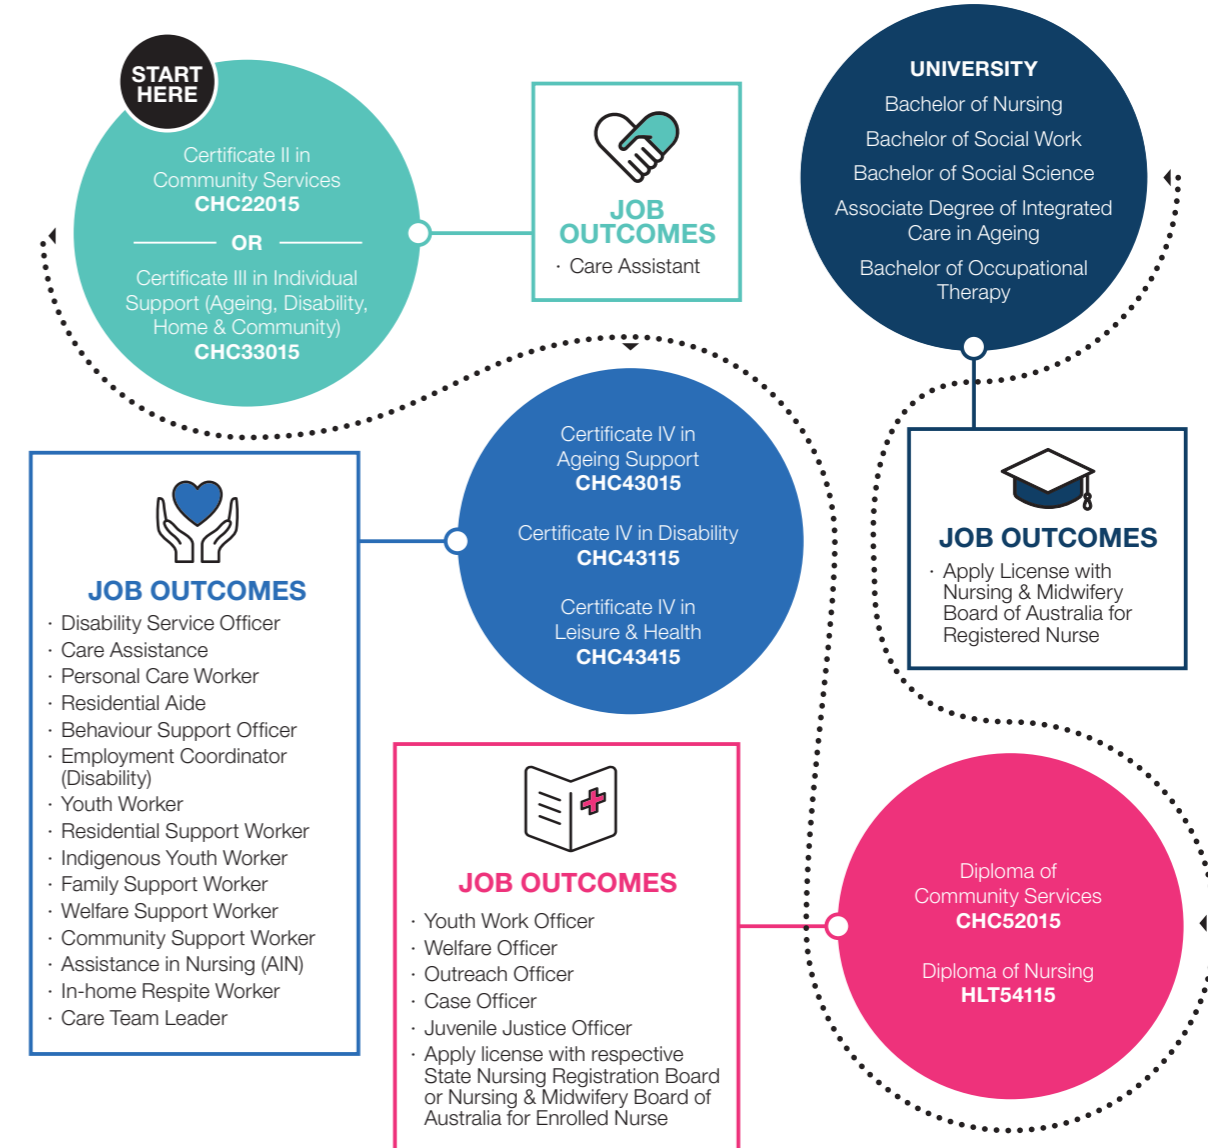 START
HERE
Certificate II in
Community Services
CHC22015
OR
Certificate III in Individual
Support (Ageing, Disability,
Home & Community)
CHC33015
JOB
OUTCOMES
· Care Assistant
UNIVERSITY
Bachelor of Nursing
Bachelor of Social Work
Bachelor of Social Science
Associate Degree of Integrated
Care in Ageing
Bachelor of Occupational
Therapy
JOB OUTCOMES
· Apply License with
Nursing & Midwifery
Board of Australia for
Registered Nurse
Certificate IV in
Ageing Support
CHC43015
Certificate IV in Disability
CHC43115
Certificate IV in
Leisure & Health
CHC43415
JOB OUTCOMES
· Disability Service Officer
· Care Assistance
· Personal Care Worker
· Residential Aide
· Behaviour Support Officer
· Employment Coordinator
(Disability)
· Youth Worker
· Residential Support Worker
· Indigenous Youth Worker
· Family Support Worker
· Welfare Support Worker
· Community Support Worker
· Assistance in Nursing (AIN)
· In-home Respite Worker
· Care Team Leader
JOB OUTCOMES
· Youth Work Officer
· Welfare Officer
· Outreach Officer
· Case Officer
· Juvenile Justice Officer
· Apply license with respective
State Nursing Registration Board
or Nursing & Midwifery Board of
Australia for Enrolled Nurse
Diploma of
Community Services
CHC52015
Diploma of Nursing
HLT54115